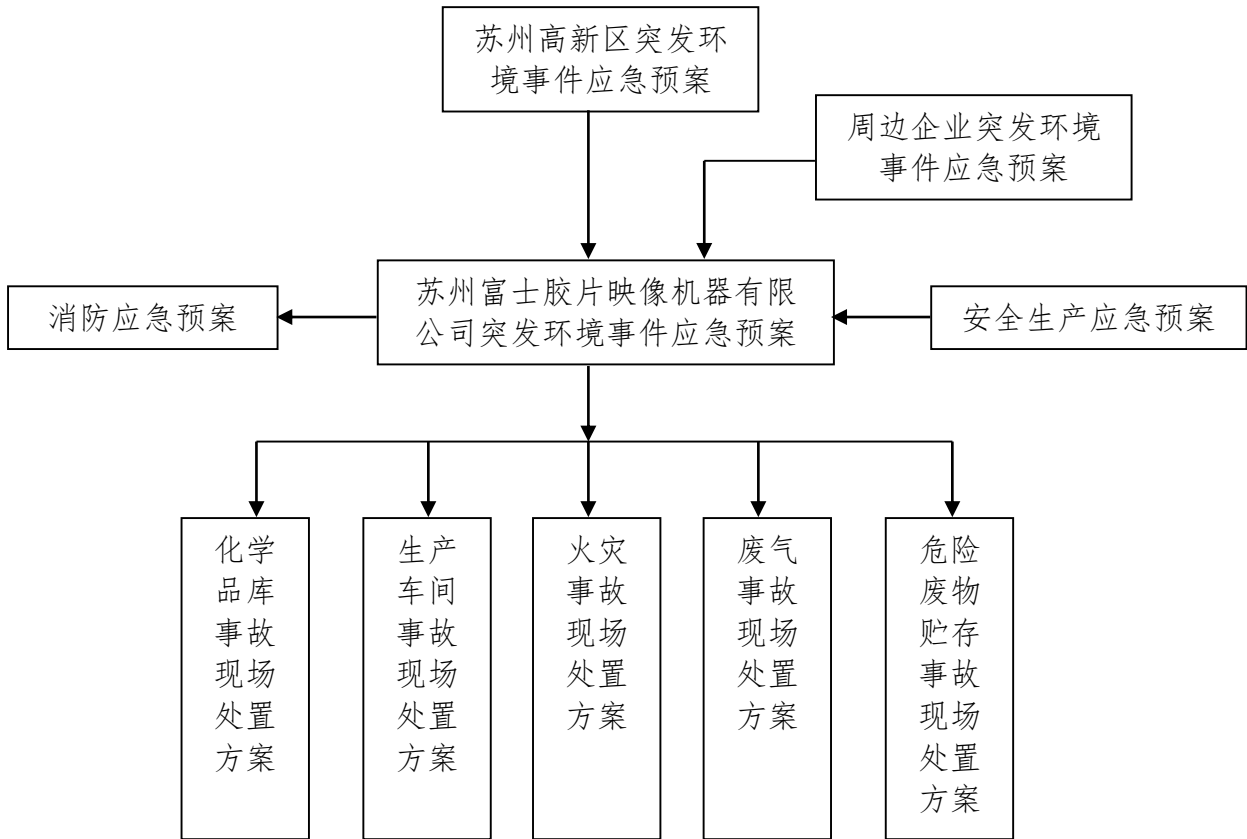 苏州高新区突发环
境事件应急预案
周边企业突发环境
事件应急预案
消防应急预案
苏州富士胶片映像机器有限
公司突发环境事件应急预案
安全生产应急预案
化学
品库
事故
现场
处置
方案
生产
车间
事故
现场
处置
方案
火灾
事故
现场
处置
方案
废气
事故
现场
处置
方案
危险
废物
贮存
事故
现场
处置
方案